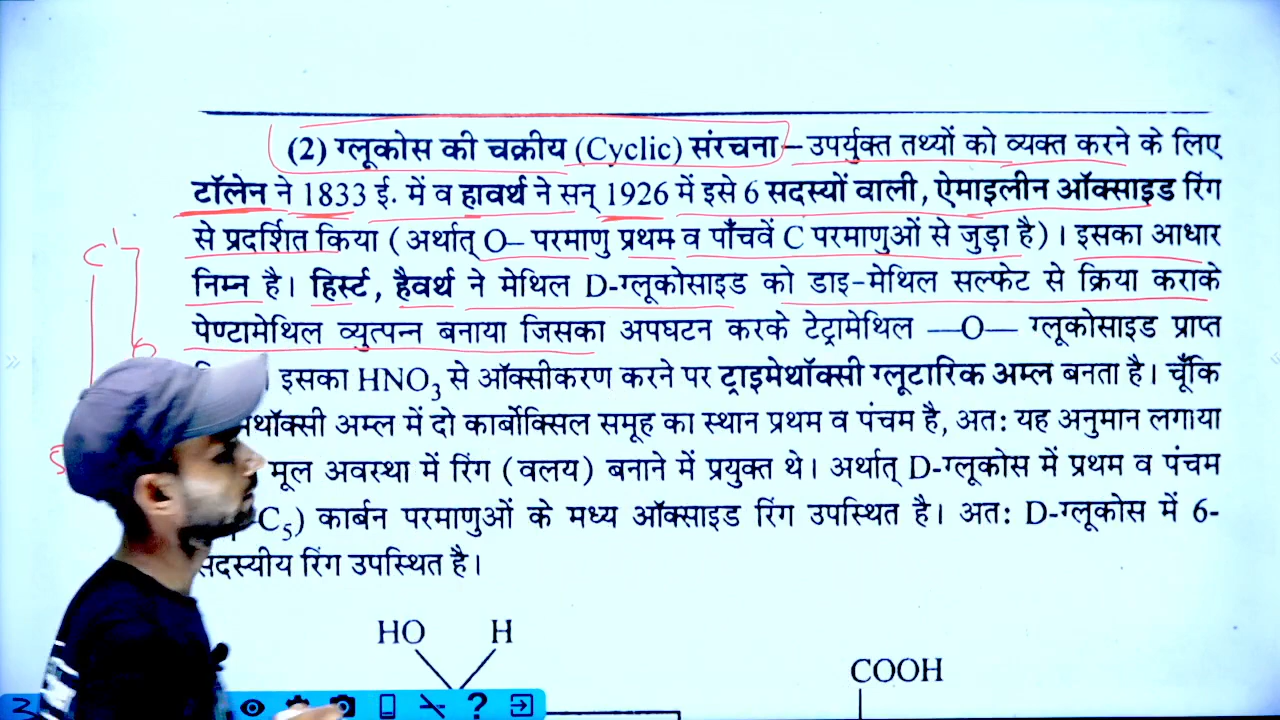 (2) ग्लूकोस की चक्रीय (Cyclic) संरचना– उपर्युक्त तथ्यों को व्यक्त करने के लिए
टॉलेन ने 1833 ई. में व हावर्थ ने सन् 1926 में इसे 6 सदस्यों वाली, ऐमाइलीन ऑक्साइड रिंग
से प्रदर्शित किया (अर्थात् O– परमाणु प्रथम व पाँचवें C परमाणुओं से जुड़ा है)। इसका आधार
निम्न है। हिर्स्ट, हैवर्थ ने मेथिल D-ग्लूकोसाइड को डाइ-मेथिल सल्फेट से क्रिया कराके
पेण्टामेथिल व्युत्पन्न बनाया जिसका अपघटन करके टेट्रामेथिल —O— ग्लूकोसाइड प्राप्त
इसका HNO₃ से ऑक्सीकरण करने पर ट्राइमेथॉक्सी ग्लूटारिक अम्ल बनता है। चूँकि
अम्ल में दो कार्बोक्सिल समूह का स्थान प्रथम व पंचम है, अत: यह अनुमान लगाया
मूल अवस्था में रिंग (वलय) बनाने में प्रयुक्त थे। अर्थात् D-ग्लूकोस में प्रथम व पंचम
C₅) कार्बन परमाणुओं के मध्य ऑक्साइड रिंग उपस्थित है। अत: D-ग्लूकोस में 6-
सदस्यीय रिंग उपस्थित है।
HO H
COOH